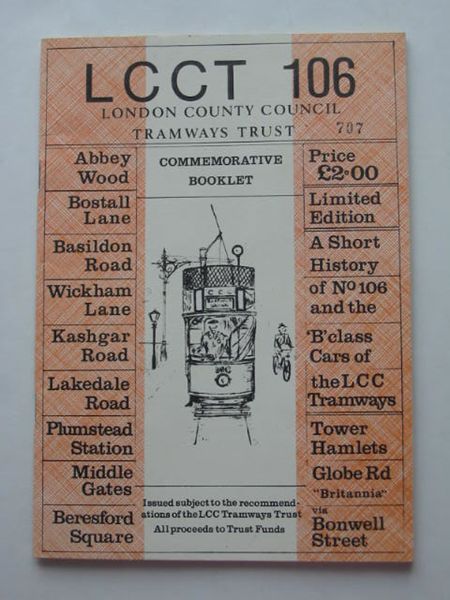 LCCT 106
LONDON COUNTY COUNCIL
TRAMWAYS TRUST 707
Abbey
Wood
Bostall
Lane
Basildon
Road
Wickham
Lane
Kashgar
Road
Lakedale
Road
Plumstead
Station
Middle
Gates
Beresford
Square
COMMEMORATIVE
BOOKLET
Issued subject to the recommend-
ations of the LCC Tramways Trust
All proceeds to Trust Funds
Price
£2·00
Limited
Edition
A Short
History
of Nº 106
and the
'B' class
Cars of
the LCC
Tramways
Tower
Hamlets
Globe Rd
"Britannia"
via
Bonwell
Street